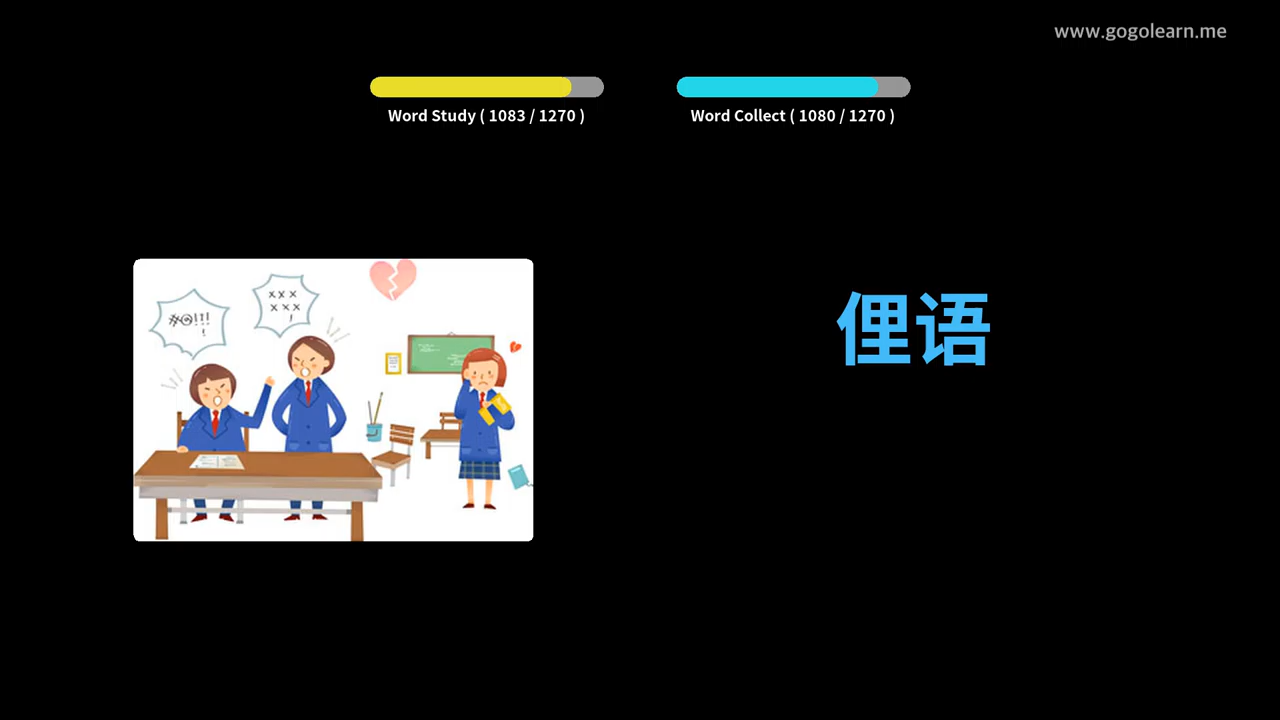 www.gogolearn.me
Word Study ( 1083 / 1270 )
Word Collect ( 1080 / 1270 )
#@!!!
!
x x x
x x x
!
俚语